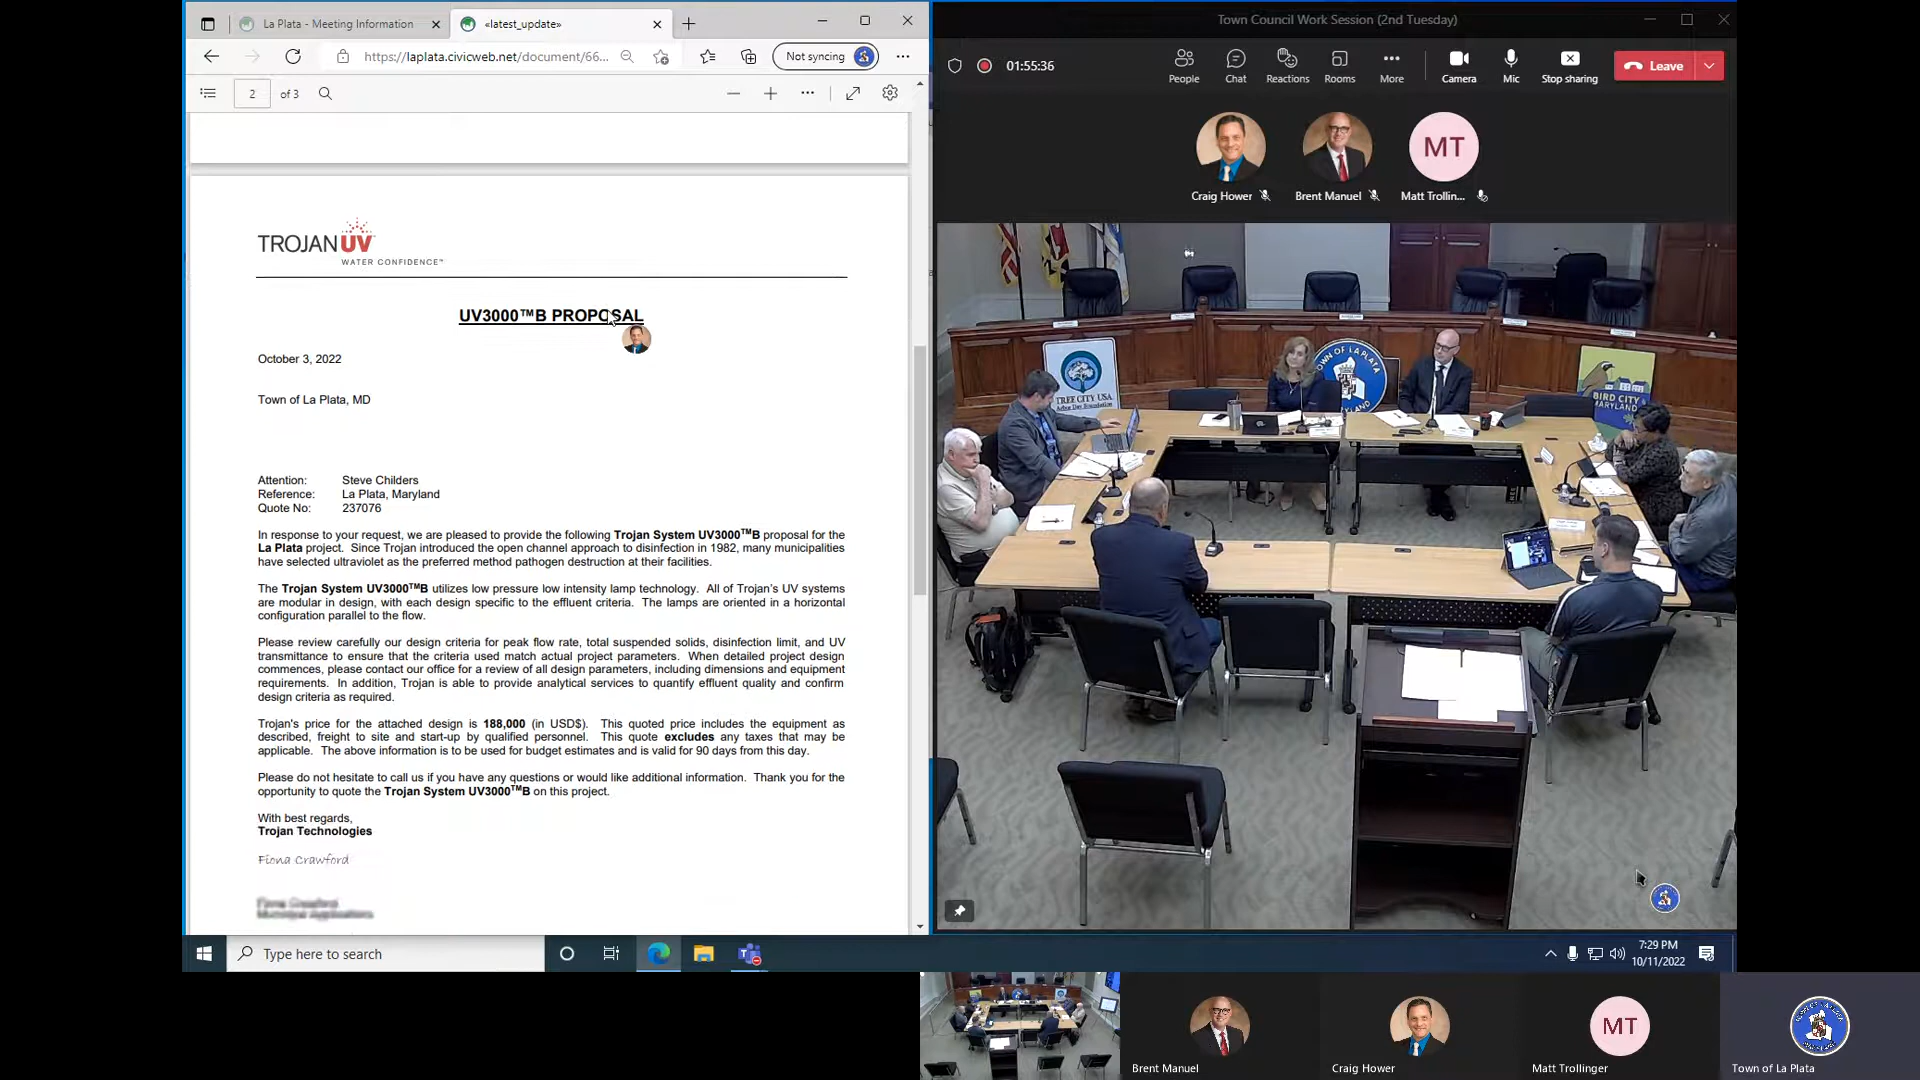 La Plata - Meeting Information
«latest_update»
https://laplata.civicweb.net/document/66...
Not syncing
2 of 3
TROJANUV
WATER CONFIDENCE™
UV3000™B PROPOSAL
October 3, 2022
Town of La Plata, MD
Attention: Steve Childers
Reference: La Plata, Maryland
Quote No: 237076
In response to your request, we are pleased to provide the following Trojan System UV3000TMB proposal for the
La Plata project. Since Trojan introduced the open channel approach to disinfection in 1982, many municipalities
have selected ultraviolet as the preferred method pathogen destruction at their facilities.
The Trojan System UV3000TMB utilizes low pressure low intensity lamp technology. All of Trojan's UV systems
are modular in design, with each design specific to the effluent criteria. The lamps are oriented in a horizontal
configuration parallel to the flow.
Please review carefully our design criteria for peak flow rate, total suspended solids, disinfection limit, and UV
transmittance to ensure that the criteria used match actual project parameters. When detailed project design
commences, please contact our office for a review of all design parameters, including dimensions and equipment
requirements. In addition, Trojan is able to provide analytical services to quantify effluent quality and confirm
design criteria as required.
Trojan's price for the attached design is 188,000 (in USD$). This quoted price includes the equipment as
described, freight to site and start-up by qualified personnel. This quote excludes any taxes that may be
applicable. The above information is to be used for budget estimates and is valid for 90 days from this day.
Please do not hesitate to call us if you have any questions or would like additional information. Thank you for the
opportunity to quote the Trojan System UV3000TMB on this project.
With best regards,
Trojan Technologies
Fiona Crawford
Type here to search
Town Council Work Session (2nd Tuesday)
01:55:36
People
Chat
Reactions
Rooms
More
Camera
Mic
Stop sharing
Leave
MT
Craig Hower
Brent Manuel
Matt Trollin...
TREE CITY USA
Arbor Day Foundation
TOWN OF LA PLATA
BIRD CITY
MARYLAND
7:29 PM
10/11/2022
MT
Brent Manuel
Craig Hower
Matt Trollinger
Town of La Plata